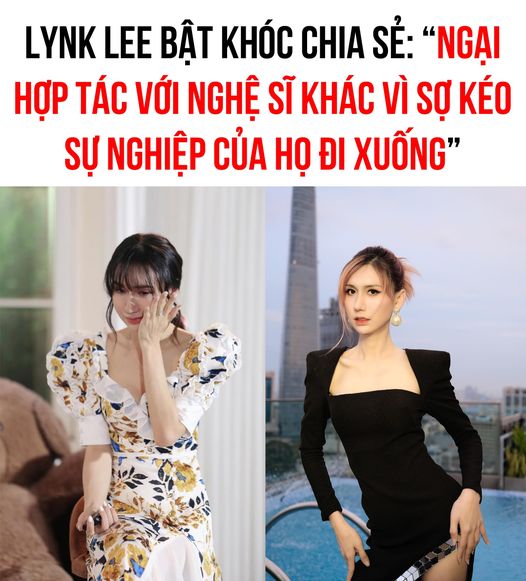 LYNK LEE BẬT KHÓC CHIA SẺ: “NGẠI
HỢP TÁC VỚI NGHỆ SĨ KHÁC VÌ SỢ KÉO
SỰ NGHIỆP CỦA HỌ ĐI XUỐNG”